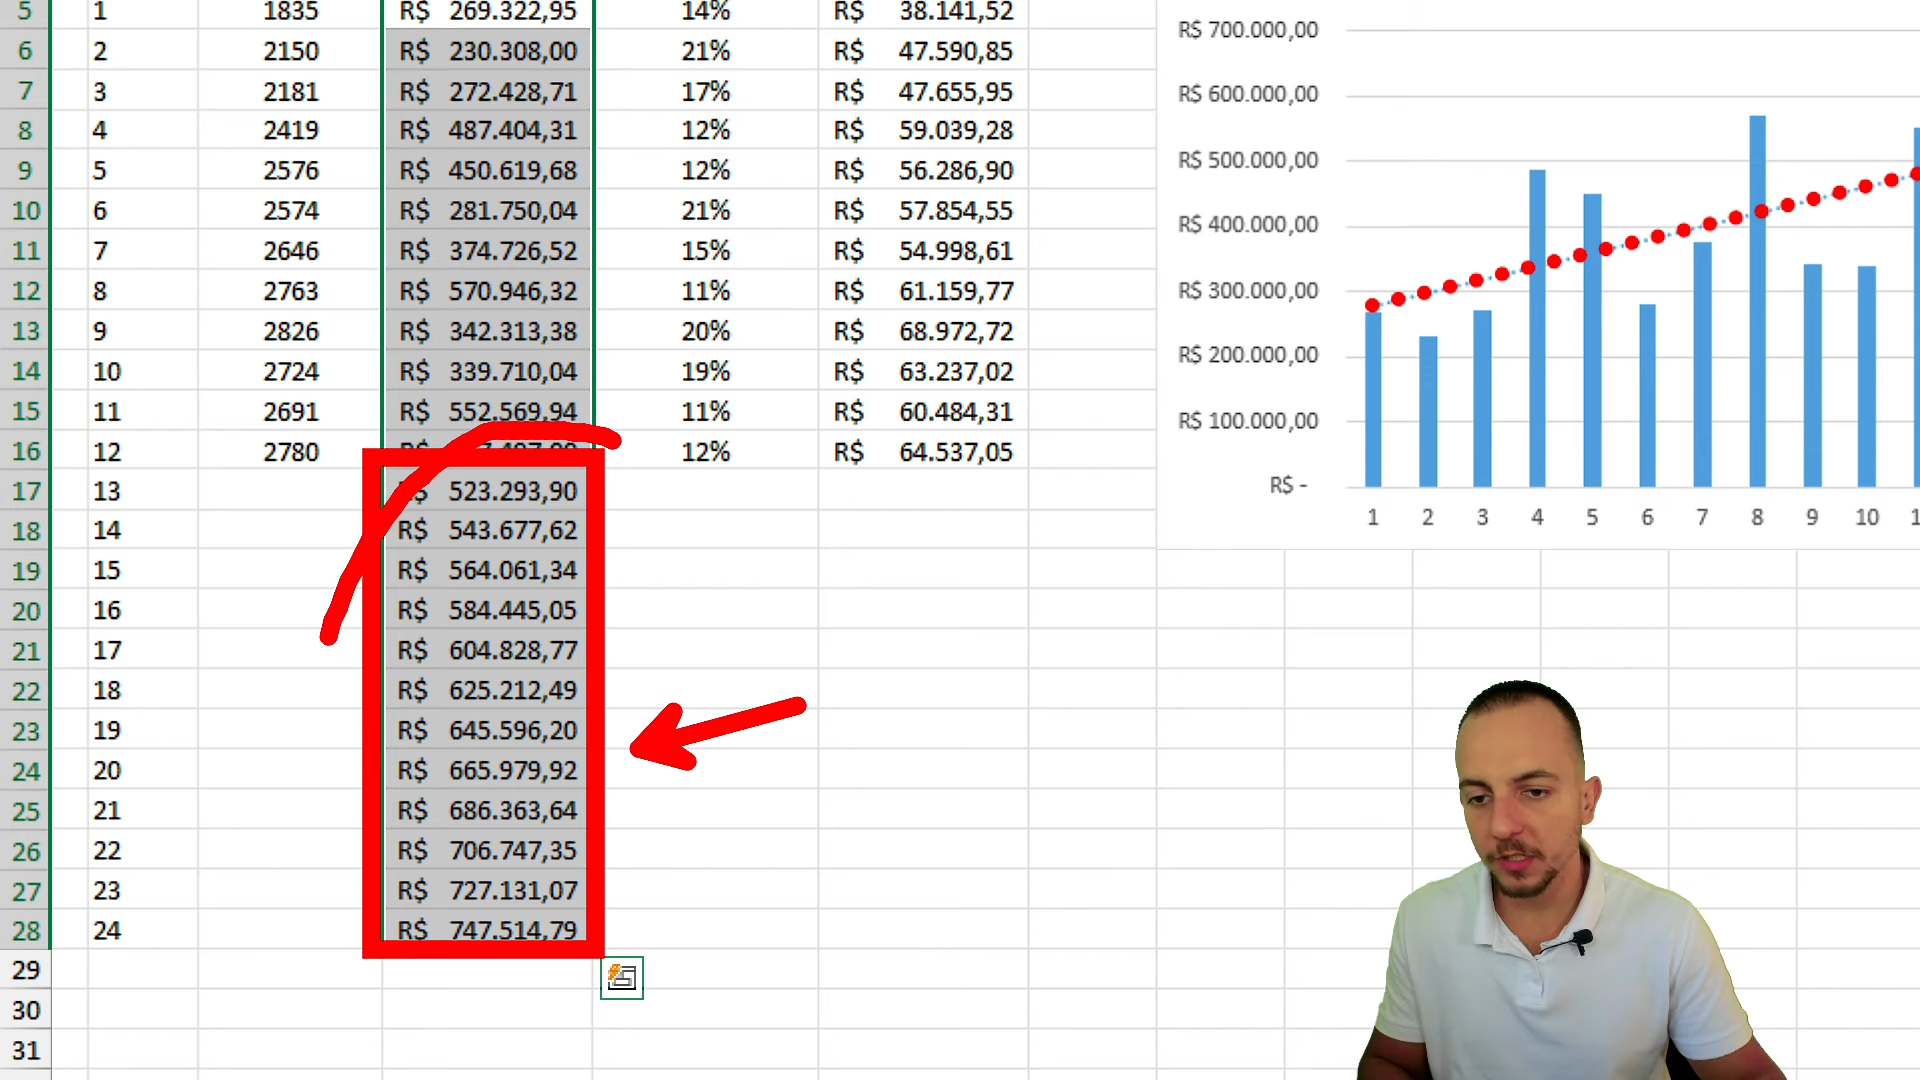 5 1 1835 R$ 269.322,95 14% R$ 38.141,52
6 2 2150 R$ 230.308,00 21% R$ 47.590,85
7 3 2181 R$ 272.428,71 17% R$ 47.655,95
8 4 2419 R$ 487.404,31 12% R$ 59.039,28
9 5 2576 R$ 450.619,68 12% R$ 56.286,90
10 6 2574 R$ 281.750,04 21% R$ 57.854,55
11 7 2646 R$ 374.726,52 15% R$ 54.998,61
12 8 2763 R$ 570.946,32 11% R$ 61.159,77
13 9 2826 R$ 342.313,38 20% R$ 68.972,72
14 10 2724 R$ 339.710,04 19% R$ 63.237,02
15 11 2691 R$ 552.569,94 11% R$ 60.484,31
16 12 2780 R$ 12% R$ 64.537,05
17 13 R$ 523.293,90
18 14 R$ 543.677,62
19 15 R$ 564.061,34
20 16 R$ 584.445,05
21 17 R$ 604.828,77
22 18 R$ 625.212,49
23 19 R$ 645.596,20
24 20 R$ 665.979,92
25 21 R$ 686.363,64
26 22 R$ 706.747,35
27 23 R$ 727.131,07
28 24 R$ 747.514,79
29
30
31
R$ 700.000,00
R$ 600.000,00
R$ 500.000,00
R$ 400.000,00
R$ 300.000,00
R$ 200.000,00
R$ 100.000,00
R$ -
1 2 3 4 5 6 7 8 9 10